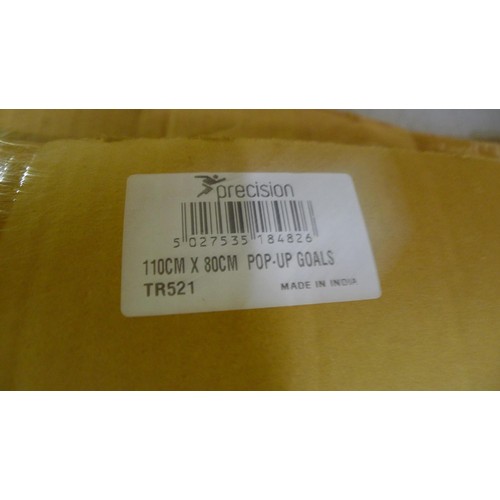 precision
5 027535 184826
110CM X 80CM POP-UP GOALS
TR521 MADE IN INDIA